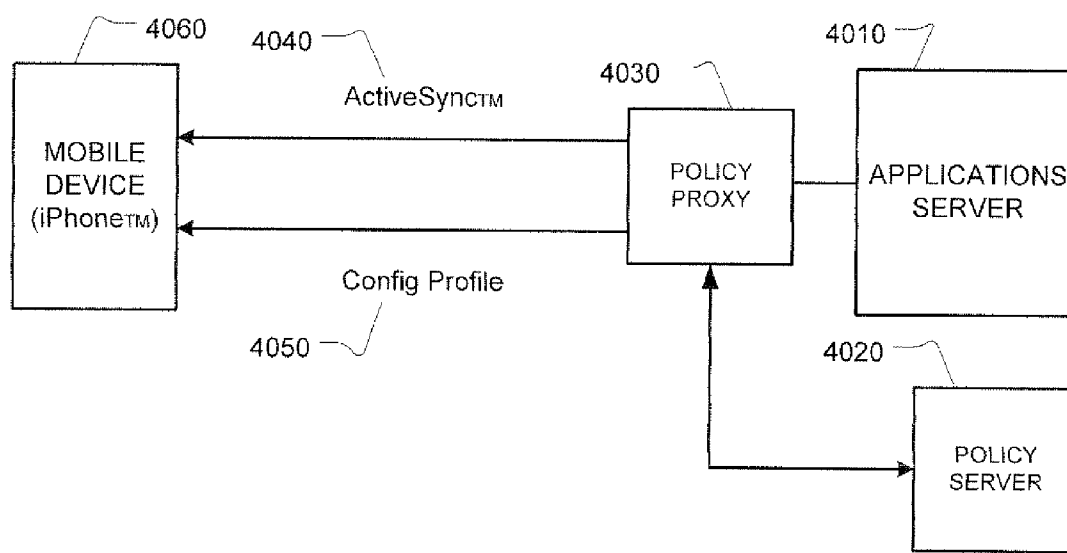 4060
4040
4010
4030
ActiveSyncTM
MOBILE
DEVICE
(iPhoneTM)
POLICY
PROXY
APPLICATIONS
SERVER
Config Profile
4050
4020
POLICY
SERVER